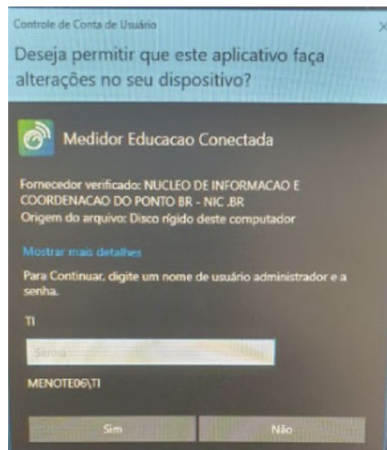 Controle de Conta de Usuário
Deseja permitir que este aplicativo faça
alterações no seu dispositivo?
Medidor Educacao Conectada
Fornecedor verificado: NUCLEO DE INFORMACAO E
COORDENACAO DO PONTO BR - NIC .BR
Origem do arquivo: Disco rígido deste computador
Mostrar mais detalhes
Para Continuar, digite um nome de usuário administrador e a
senha.
TI
Senha
MENOTE06\TI
Sim Não